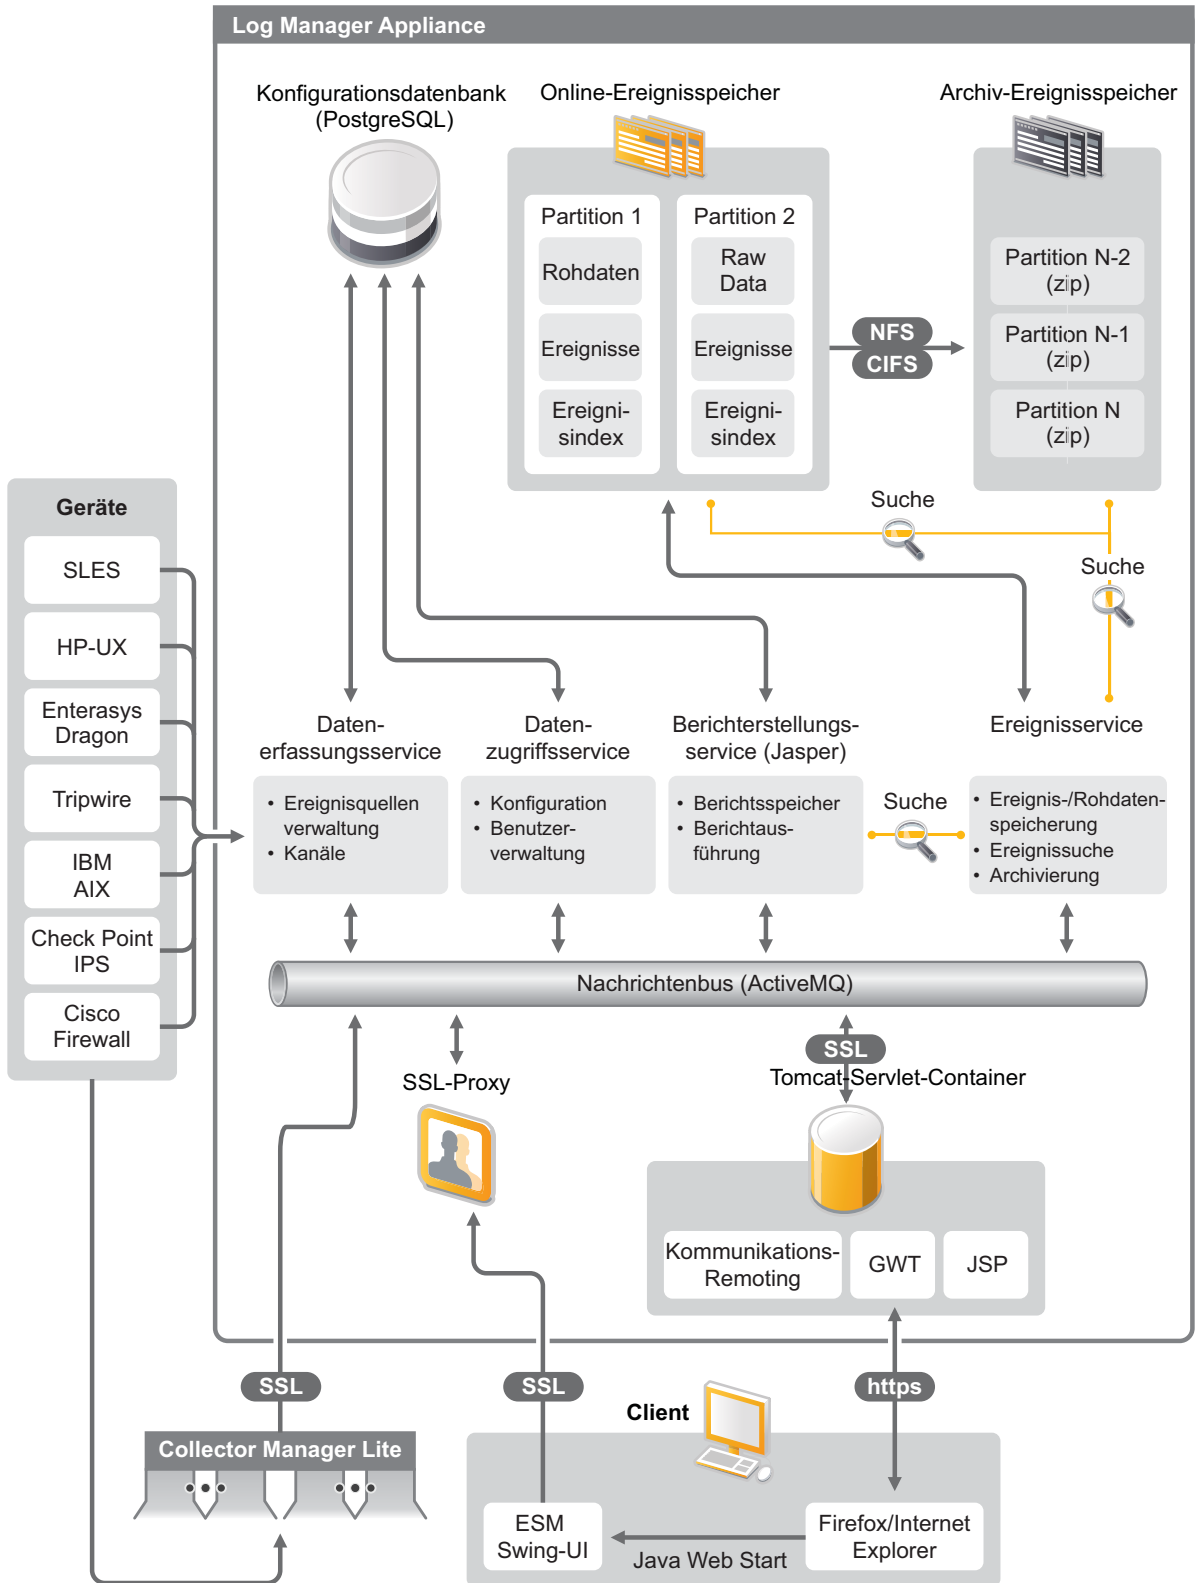 Log Manager Appliance
Konfigurationsdatenbank
(PostgreSQL)
Online-Ereignisspeicher
Archiv-Ereignisspeicher
Partition 1
Rohdaten
Ereignisse
Ereigni-
sindex
Partition 2
Raw
Data
Ereignisse
Ereigni-
sindex
NFS
CIFS
Partition N-2
(zip)
Partition N-1
(zip)
Partition N
(zip)
Suche
Suche
Geräte
SLES
HP-UX
Enterasys
Dragon
Tripwire
IBM
AIX
Check Point
IPS
Cisco
Firewall
Daten-
erfassungsservice
• Ereignisquellen
verwaltung
• Kanäle
Daten-
zugriffsservice
• Konfiguration
• Benutzer-
verwaltung
Berichterstellungs-
service (Jasper)
• Berichtsspeicher
• Berichtaus-
führung
Suche
Ereignisservice
• Ereignis-/Rohdaten-
speicherung
• Ereignissuche
• Archivierung
Nachrichtenbus (ActiveMQ)
SSL-Proxy
SSL
Tomcat-Servlet-Container
Kommunikations-
Remoting
GWT
JSP
SSL
SSL
https
Collector Manager Lite
Client
ESM
Swing-UI
Java Web Start
Firefox/Internet
Explorer